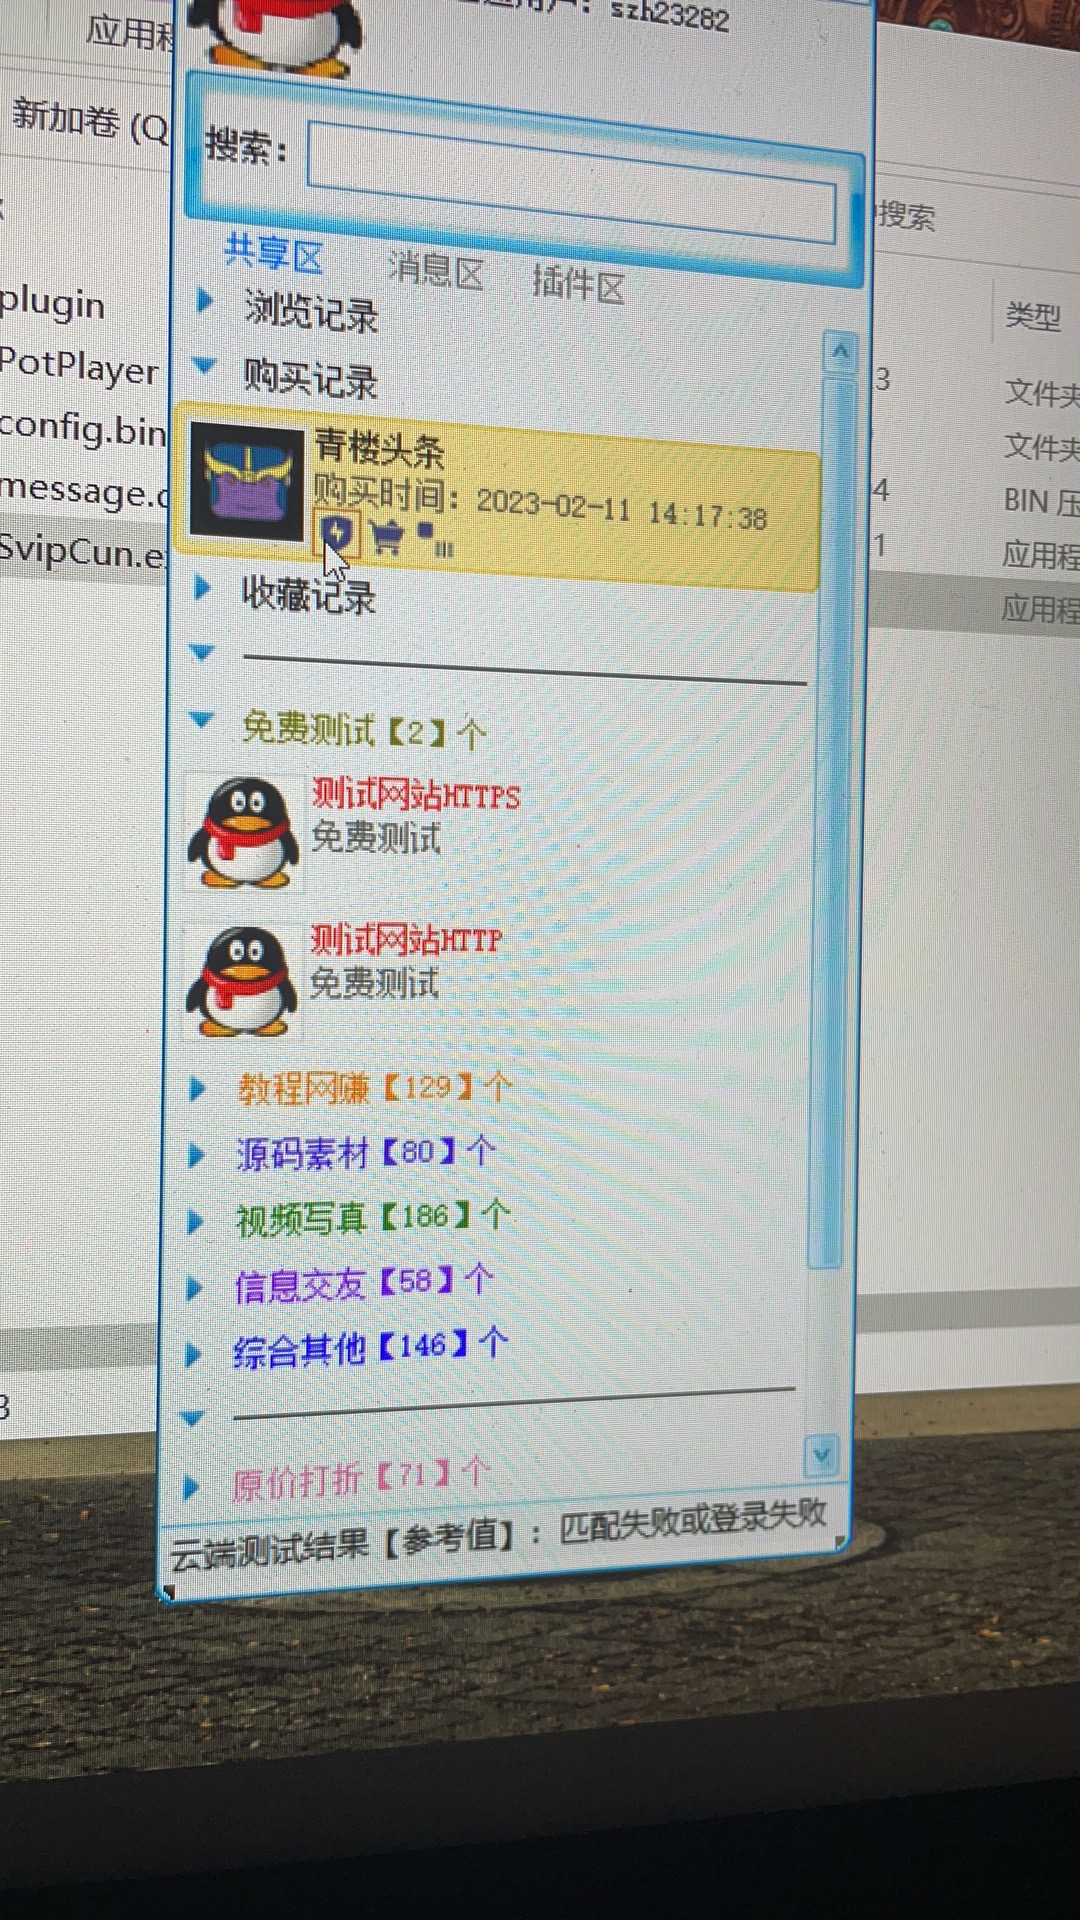 应用程
szh23282
新加卷 (Q
搜索：
搜索
共享区 消息区 插件区
plugin
浏览记录
类型
PotPlayer
购买记录
3
文件夹
config.bin
青楼头条
文件夹
message.c
购买时间：2023-02-11 14:17:38
4
BIN 压
SvipCun.e
1
应用程
收藏记录
应用程
免费测试【2】个
测试网站HTTPS
免费测试
测试网站HTTP
免费测试
教程网赚【129】个
源码素材【80】个
视频写真【186】个
信息交友【58】个
综合其他【146】个
3
原价打折【71】个
云端测试结果【参考值】：匹配失败或登录失败